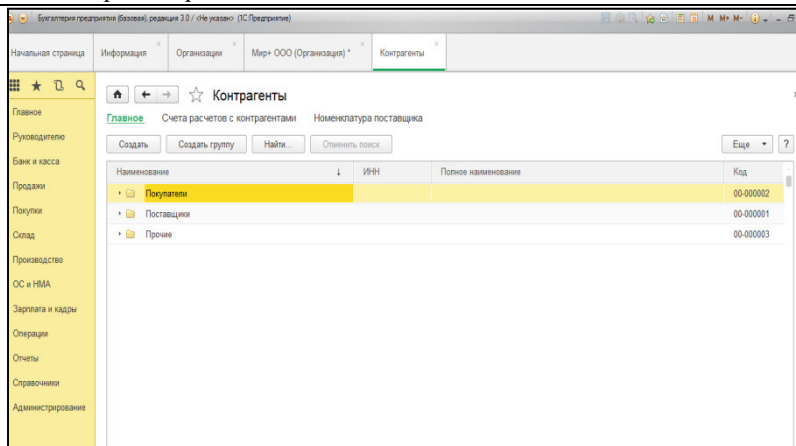 Бухгалтерия предприятия (базовая), редакция 3.0 / <Не указан> (1С:Предприятие)
M M+ M-
Начальная страница Информация × Организации × Мир+ ООО (Организация) * × Контрагенты ×
Контрагенты
Главное Счета расчетов с контрагентами Номенклатура поставщика
Создать Создать группу Найти... Отменить поиск Еще ?
Наименование ↓ ИНН Полное наименование Код
Покупатели 00-000002
Поставщики 00-000001
Прочие 00-000003
Главное
Руководителю
Банк и касса
Продажи
Покупки
Склад
Производство
ОС и НМА
Зарплата и кадры
Операции
Отчеты
Справочники
Администрирование